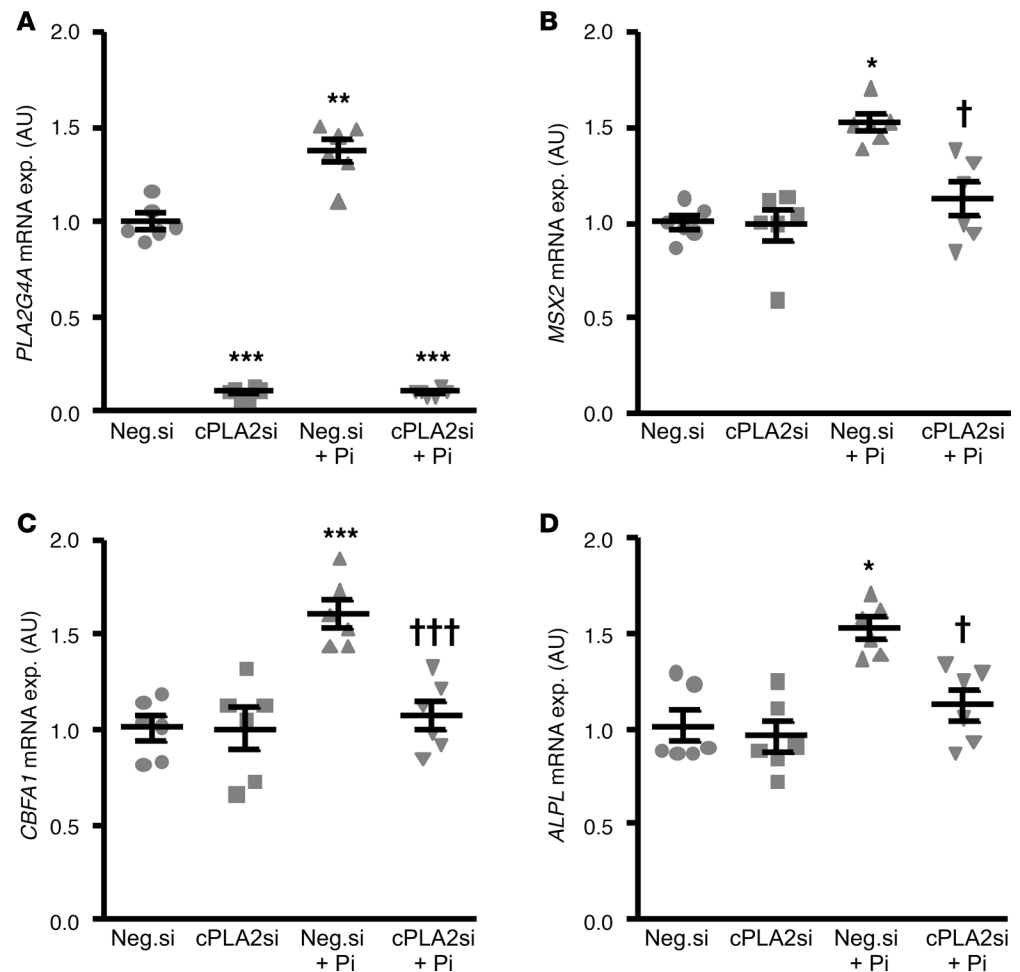 A
PLA2G4A mRNA exp. (AU)
2.0
1.5
1.0
0.5
0.0
***
**
***
Neg.si cPLA2si Neg.si + Pi cPLA2si + Pi
B
MSX2 mRNA exp. (AU)
2.0
1.5
1.0
0.5
0.0
*
†
Neg.si cPLA2si Neg.si + Pi cPLA2si + Pi
C
CBFA1 mRNA exp. (AU)
2.0
1.5
1.0
0.5
0.0
***
†††
Neg.si cPLA2si Neg.si + Pi cPLA2si + Pi
D
ALPL mRNA exp. (AU)
2.0
1.5
1.0
0.5
0.0
*
†
Neg.si cPLA2si Neg.si + Pi cPLA2si + Pi